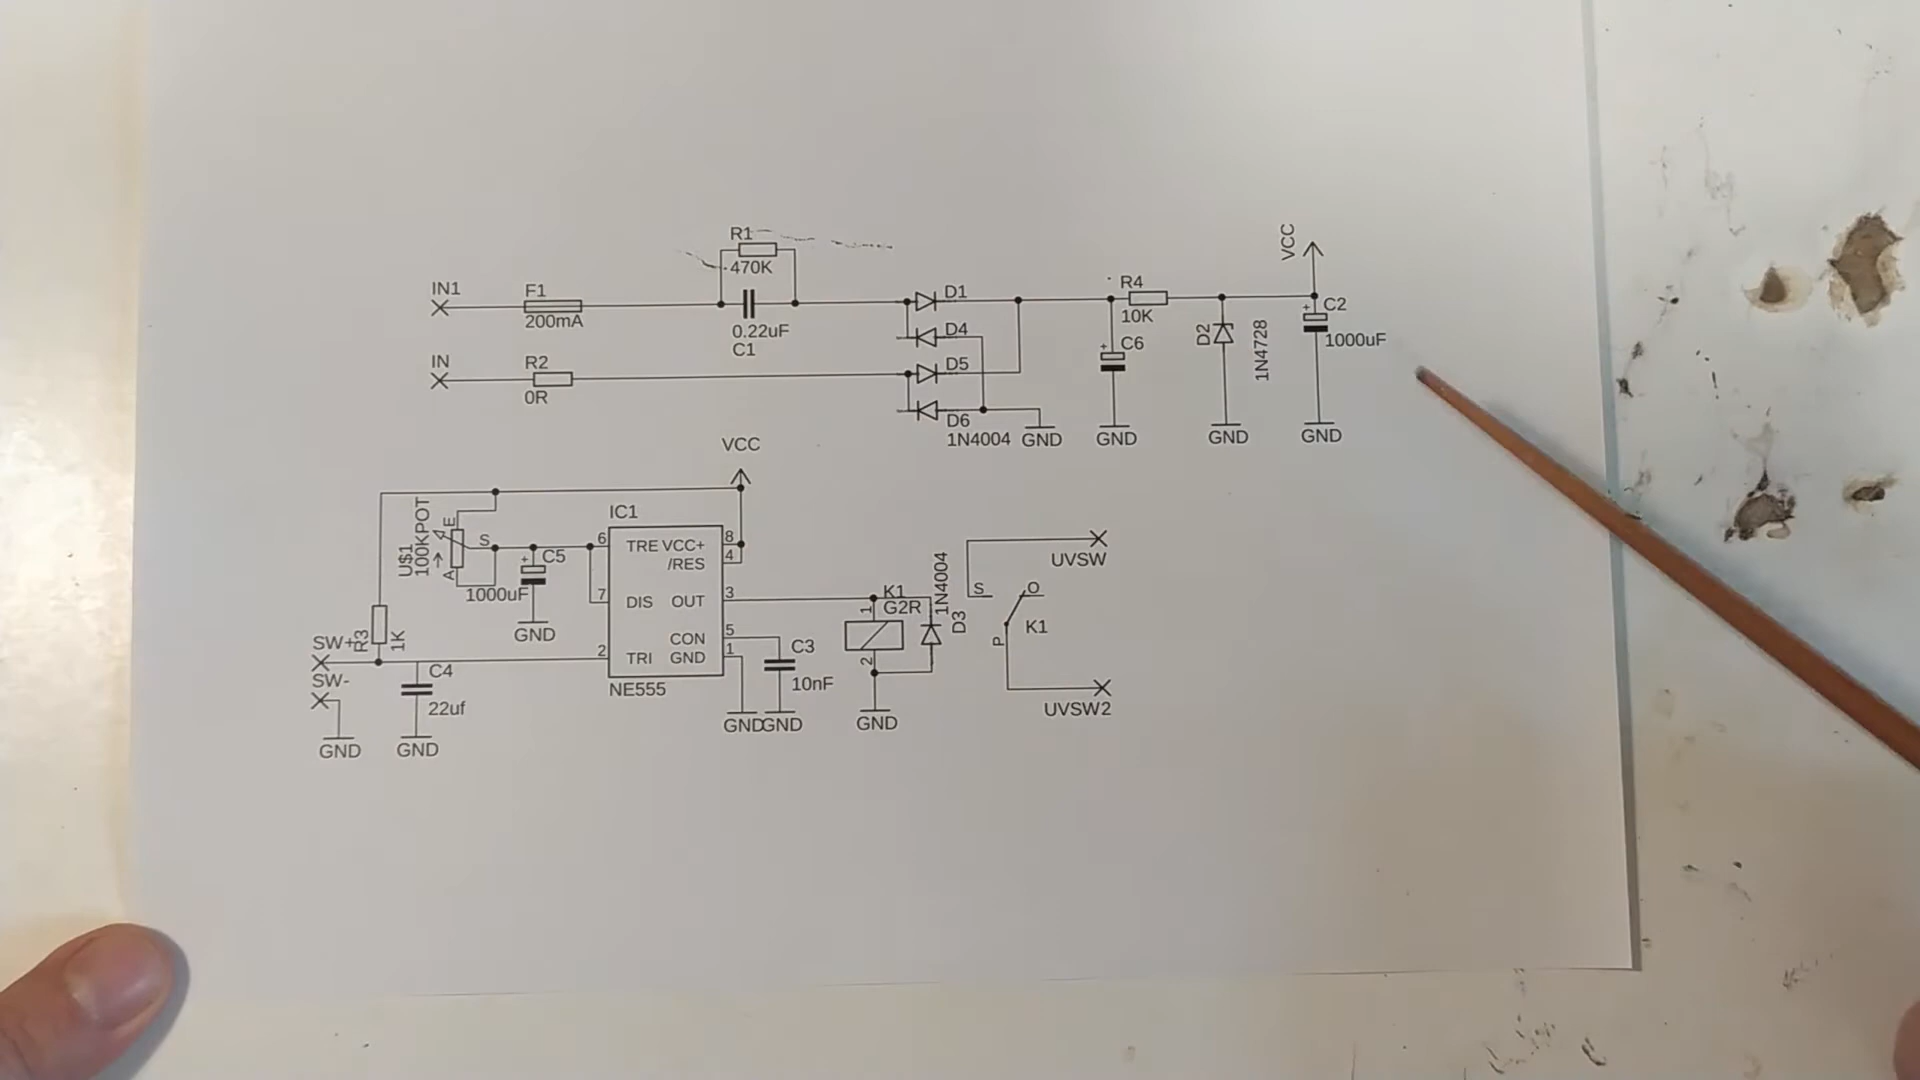 R1
470K
IN1
F1
200mA
0.22uF
C1
IN
R2
0R
D1
D4
D5
D6
1N4004
GND
R4
10K
C6
GND
D2
1N4728
GND
VCC
C2
1000uF
GND
VCC
U$1
100KPOT
E
S
A
C5
1000uF
GND
R3
1K
SW+
SW-
GND
C4
22uf
GND
IC1
6 TRE VCC+ 8
/RES 4
7 DIS OUT 3
CON 5
2 TRI GND 1
NE555
GND
C3
10nF
GND
K1
G2R
1
2
GND
1N4004
D3
UVSW
S
O
P
K1
UVSW2